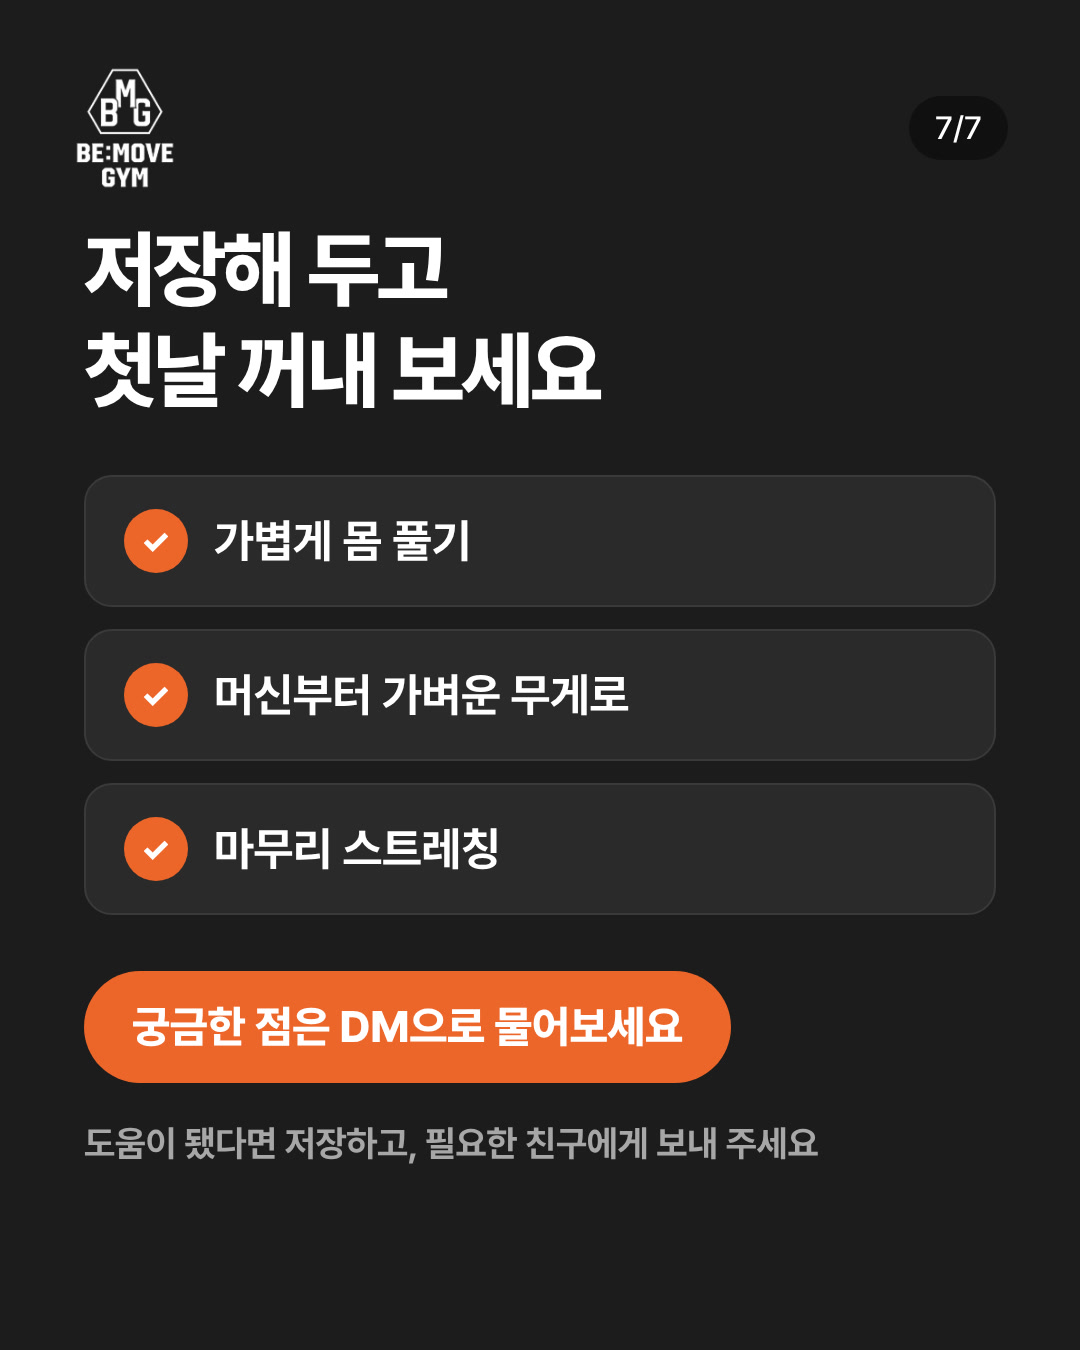 BMG
BE:MOVE
GYM
7/7
저장해 두고
첫날 꺼내 보세요
가볍게 몸 풀기
머신부터 가벼운 무게로
마무리 스트레칭
궁금한 점은 DM으로 물어보세요
도움이 됐다면 저장하고, 필요한 친구에게 보내 주세요